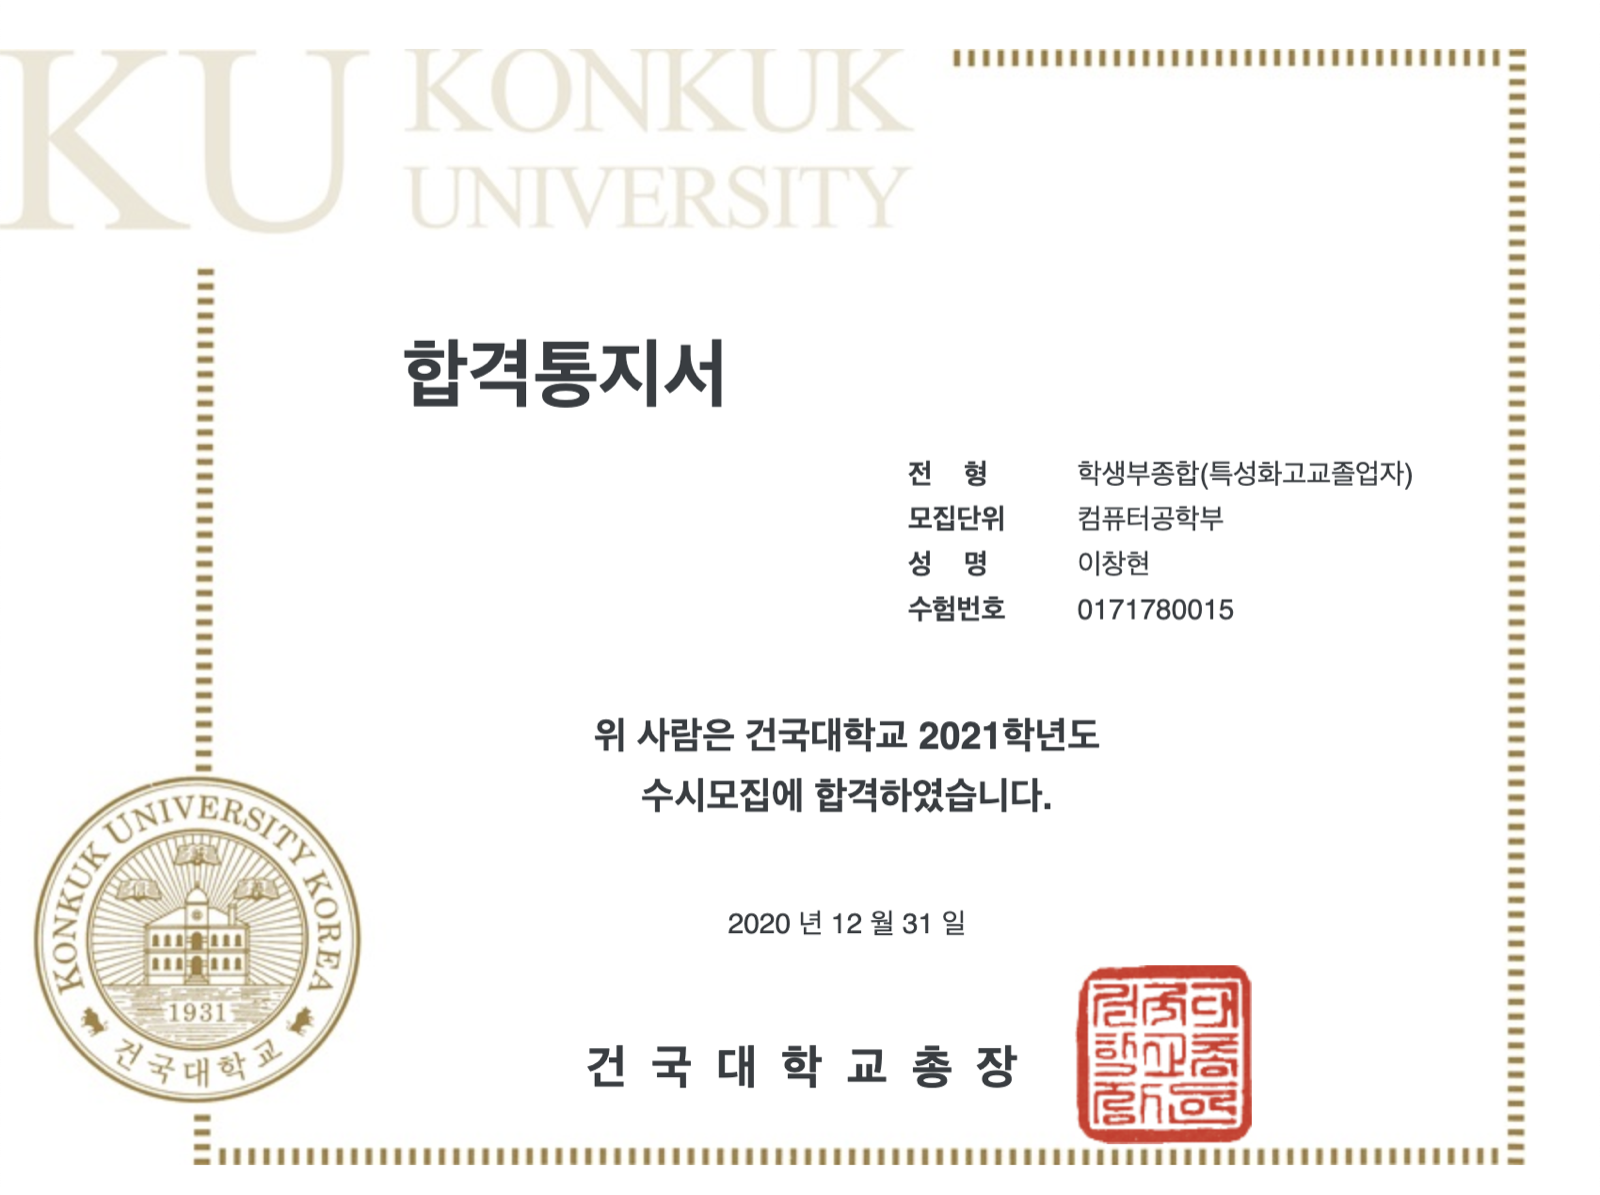 KU KONKUK
UNIVERSITY
합격통지서
전 형 학생부종합(특성화고교졸업자)
모집단위 컴퓨터공학부
성 명 이창현
수험번호 0171780015
위 사람은 건국대학교 2021학년도
수시모집에 합격하였습니다.
2020 년 12 월 31 일
건국대학교총장
KONKUK UNIVERSITY KOREA
1931
건국대학교